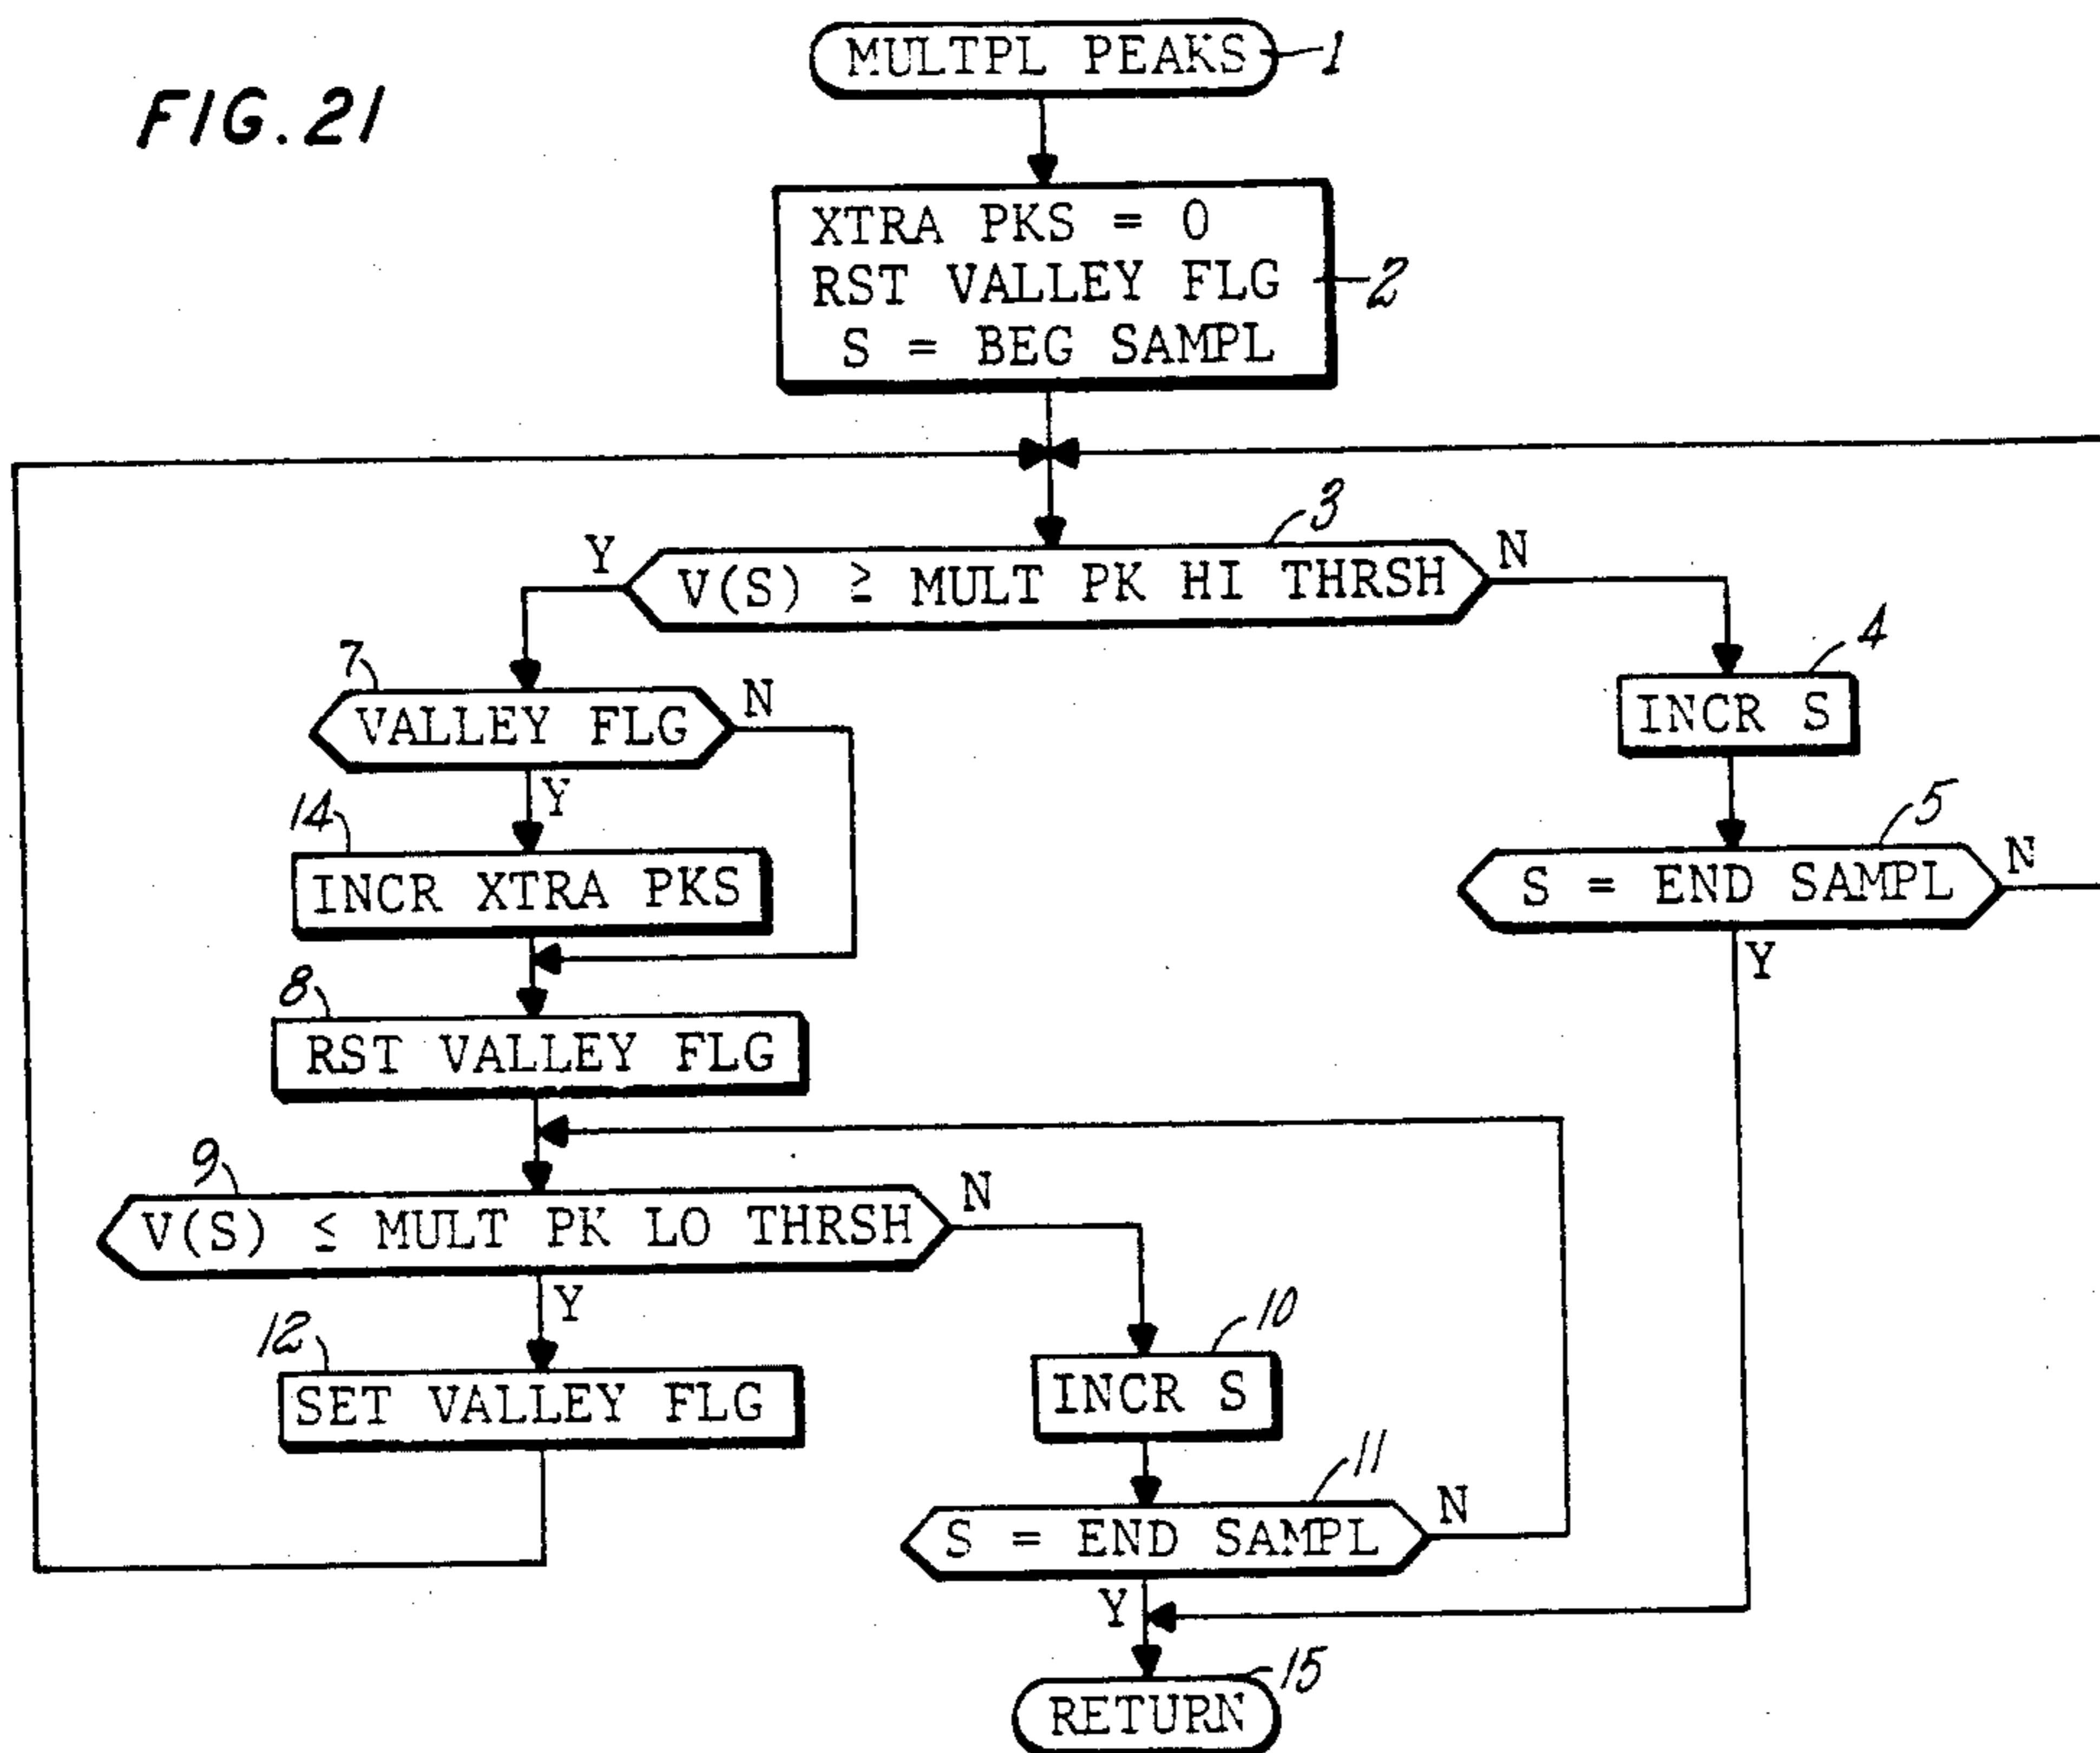 FIG. 21
MULTPL PEAKS
1
XTRA PKS = 0
RST VALLEY FLG
S = BEG SAMPL
2
3
Y
V(S) ≥ MULT PK HI THRSH
N
4
INCR S
7
VALLEY FLG
N
Y
14
INCR XTRA PKS
5
S = END SAMPL
N
Y
8
RST VALLEY FLG
9
V(S) ≤ MULT PK LO THRSH
N
Y
12
SET VALLEY FLG
10
INCR S
11
S = END SAMPL
N
Y
15
RETURN